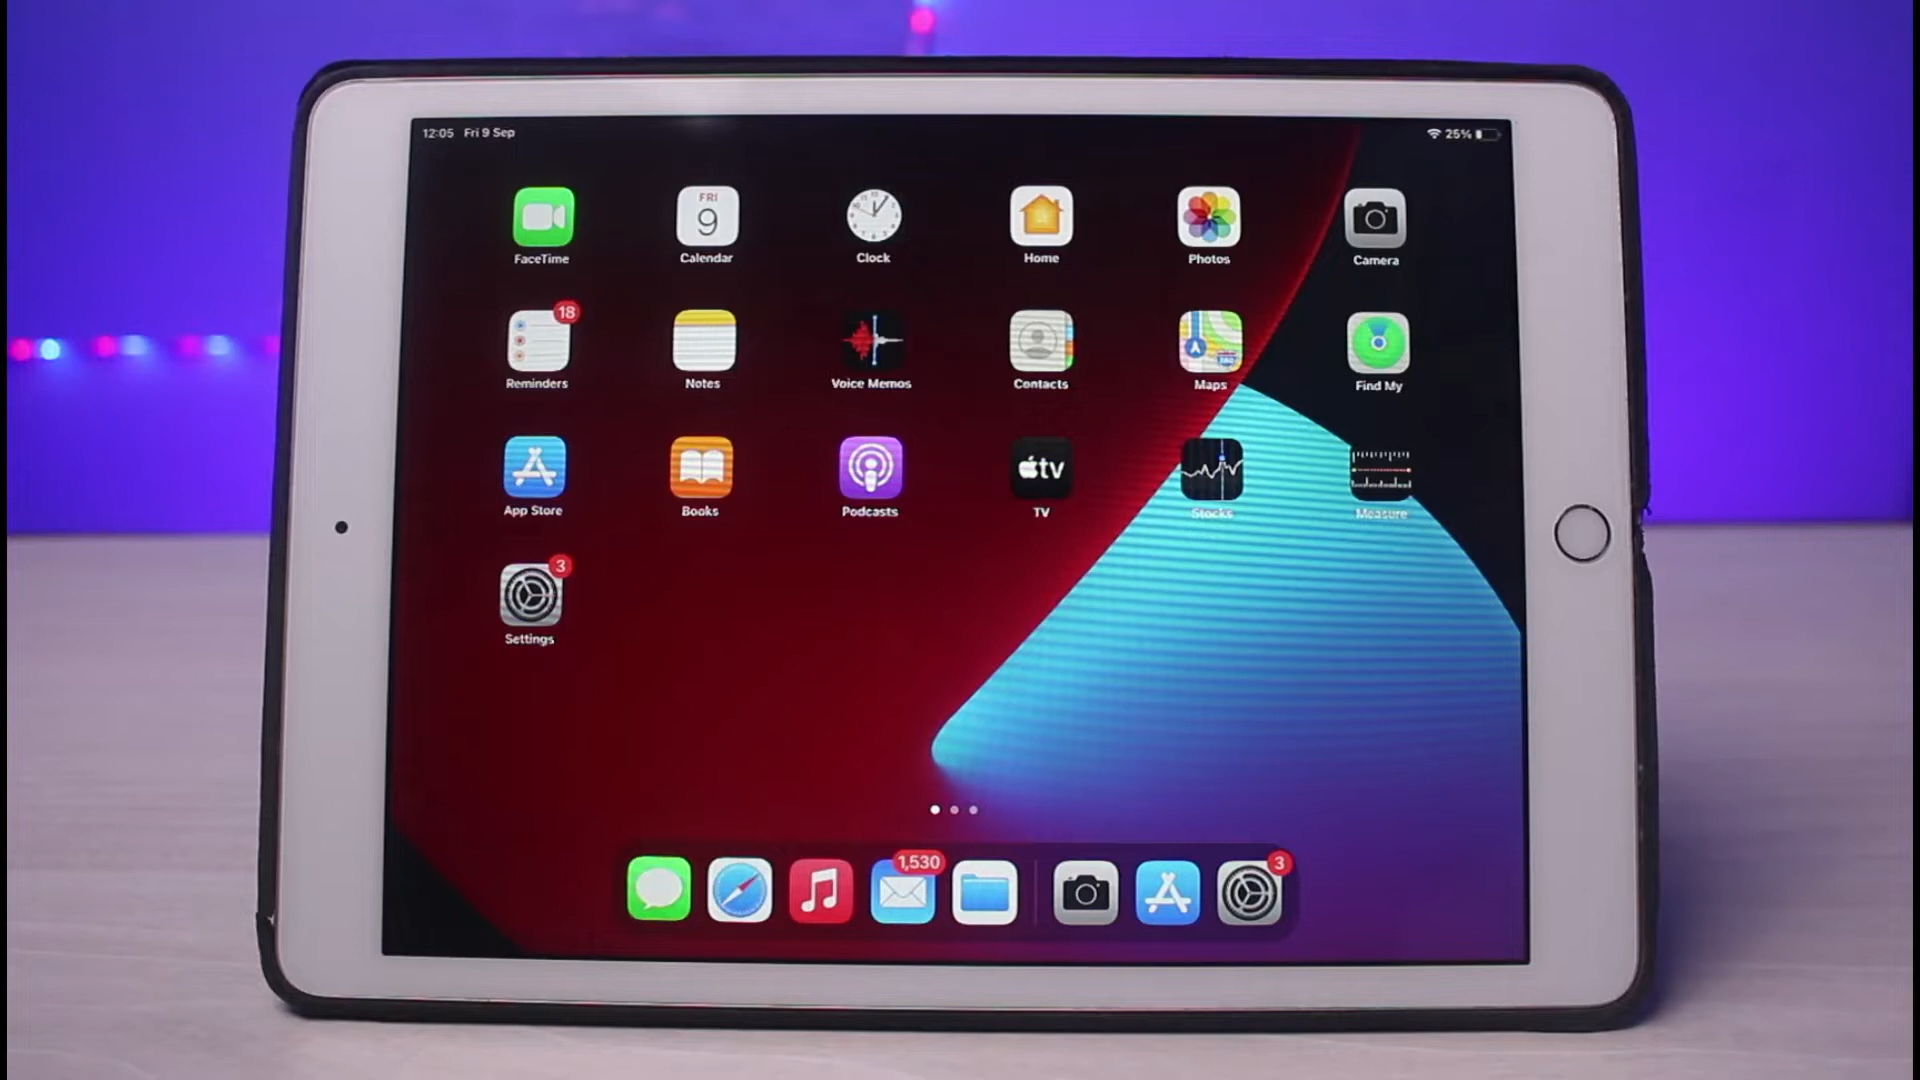 12:05 Fri 9 Sep
25%
FRI
9
FaceTime
Calendar
Clock
Home
Photos
Camera
18
Reminders
Notes
Voice Memos
Contacts
Maps
Find My
tv
App Store
Books
Podcasts
TV
Stocks
Measure
3
Settings
1,530
3